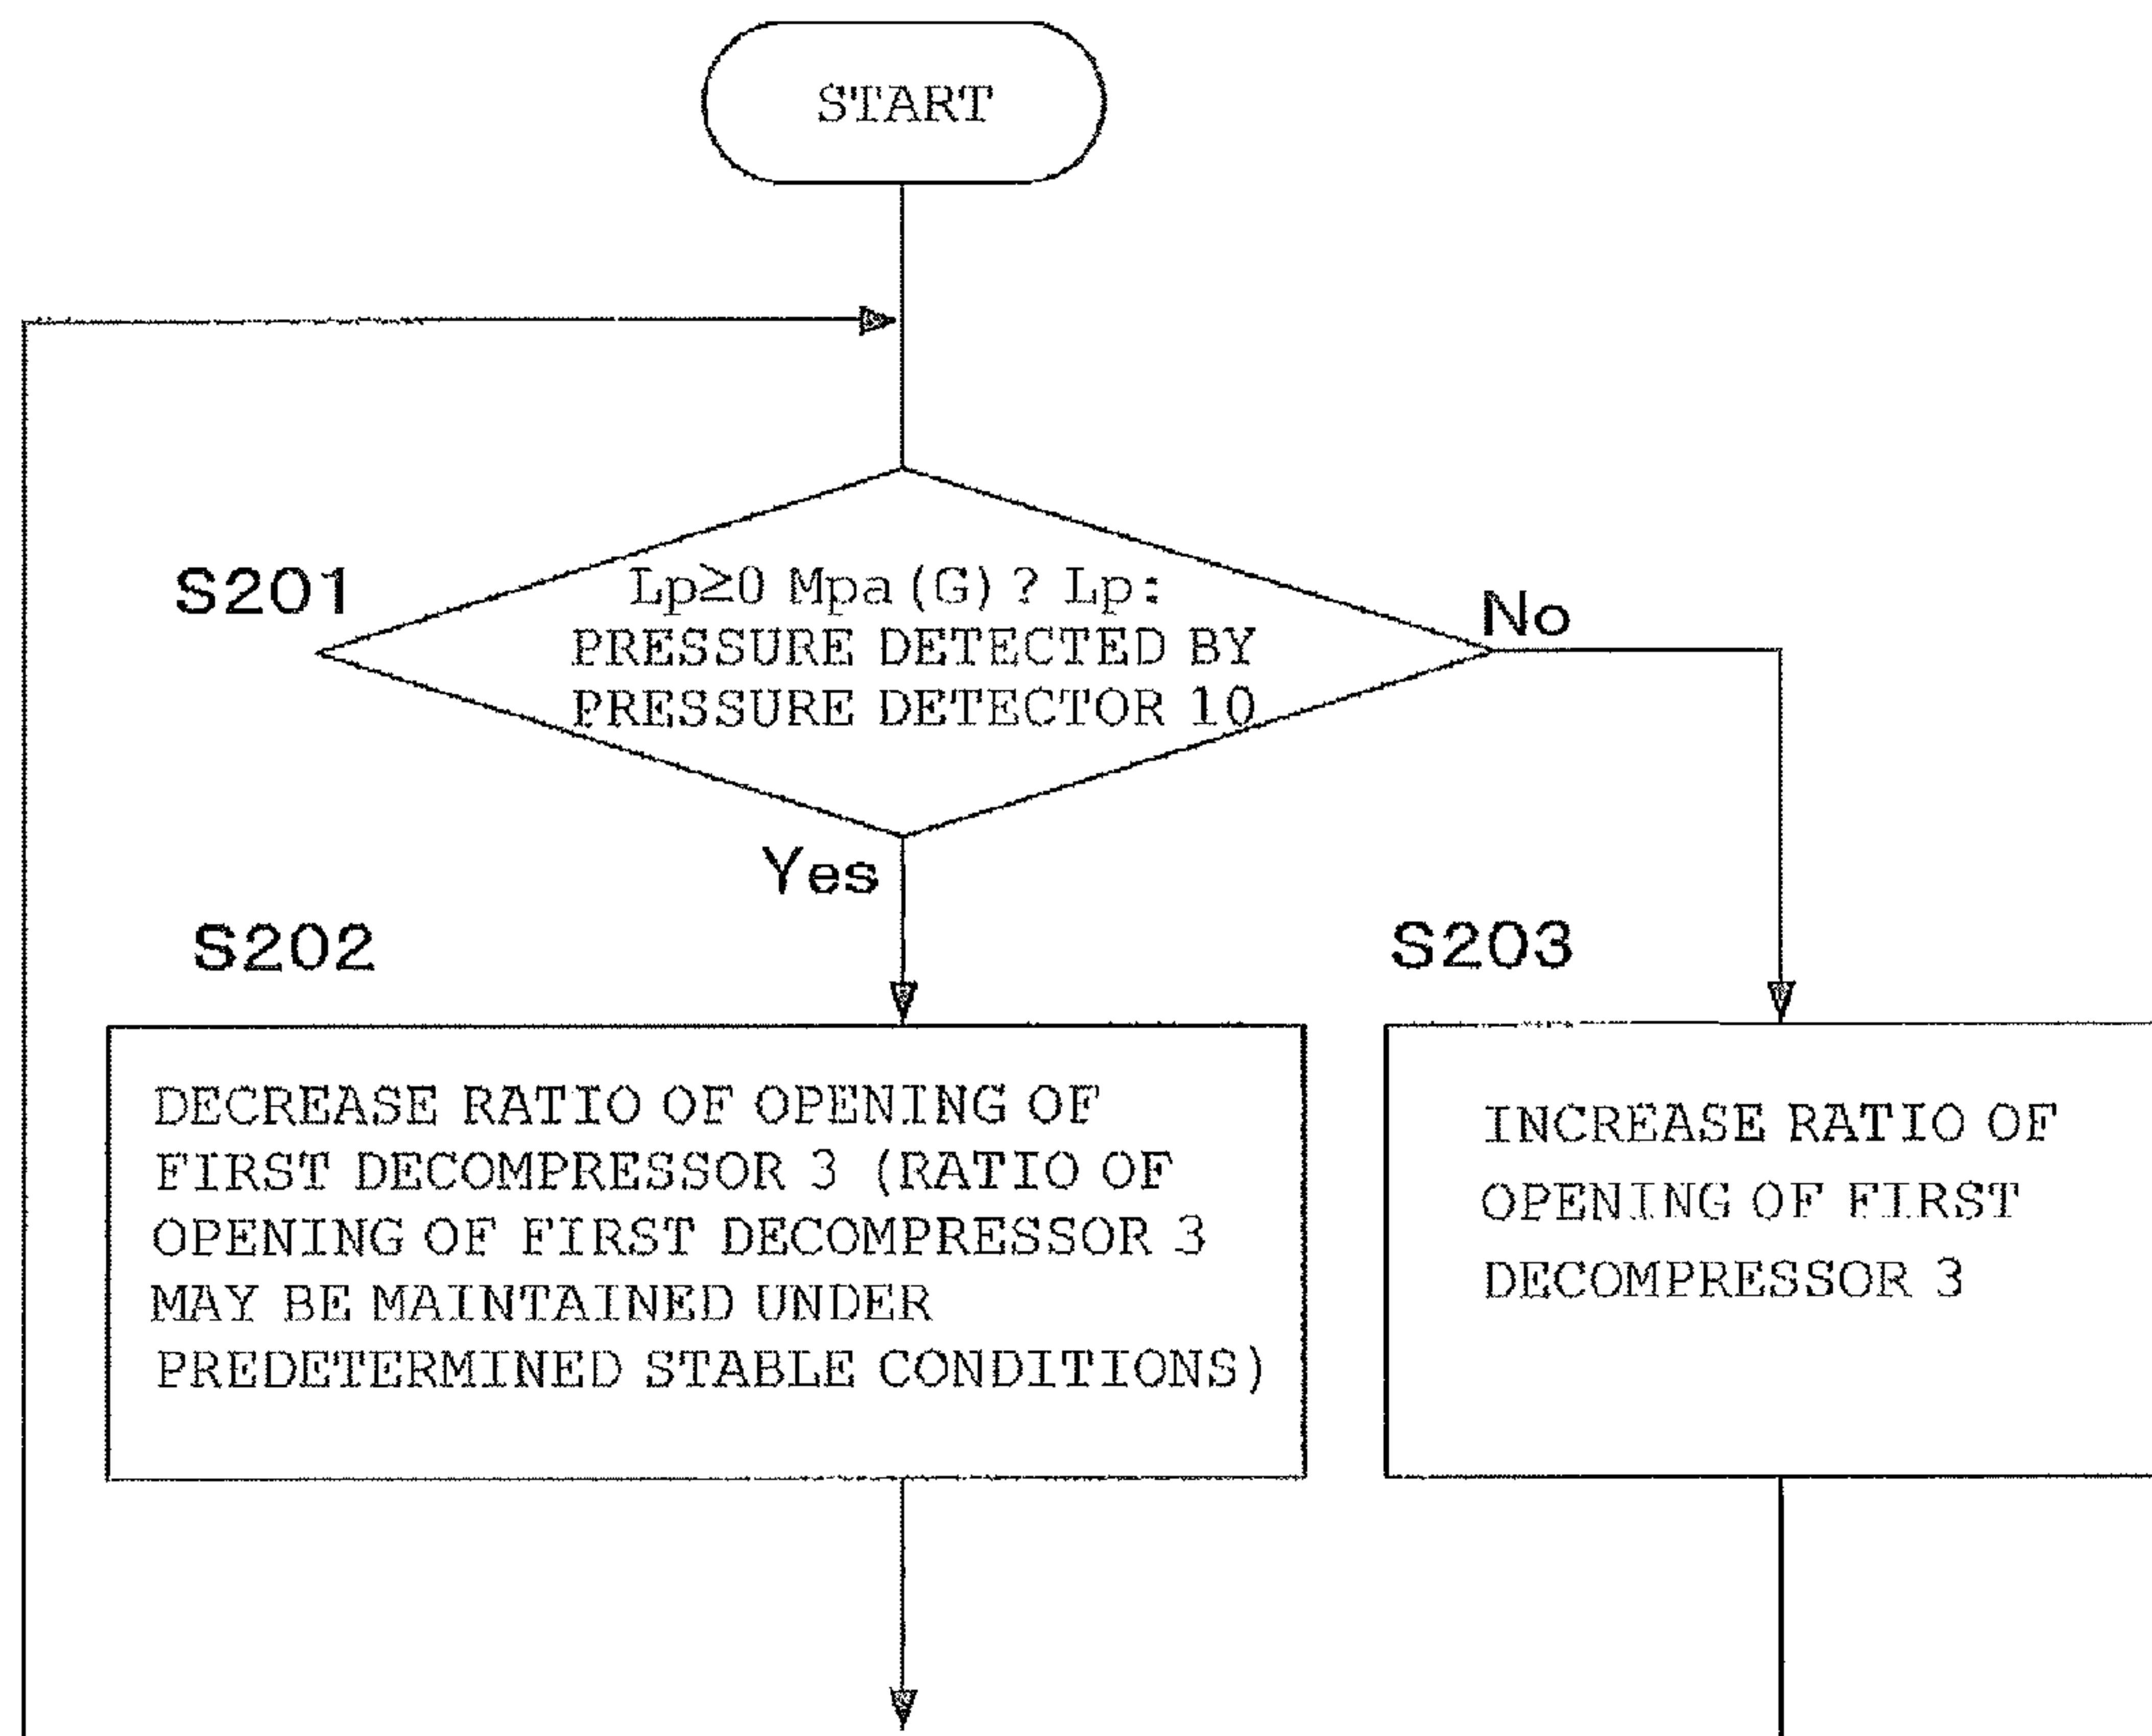 START
S201
Lp≥0 Mpa(G)? Lp:
PRESSURE DETECTED BY
PRESSURE DETECTOR 10
No
Yes
S202
DECREASE RATIO OF OPENING OF
FIRST DECOMPRESSOR 3 (RATIO OF
OPENING OF FIRST DECOMPRESSOR 3
MAY BE MAINTAINED UNDER
PREDETERMINED STABLE CONDITIONS)
S203
INCREASE RATIO OF
OPENING OF FIRST
DECOMPRESSOR 3